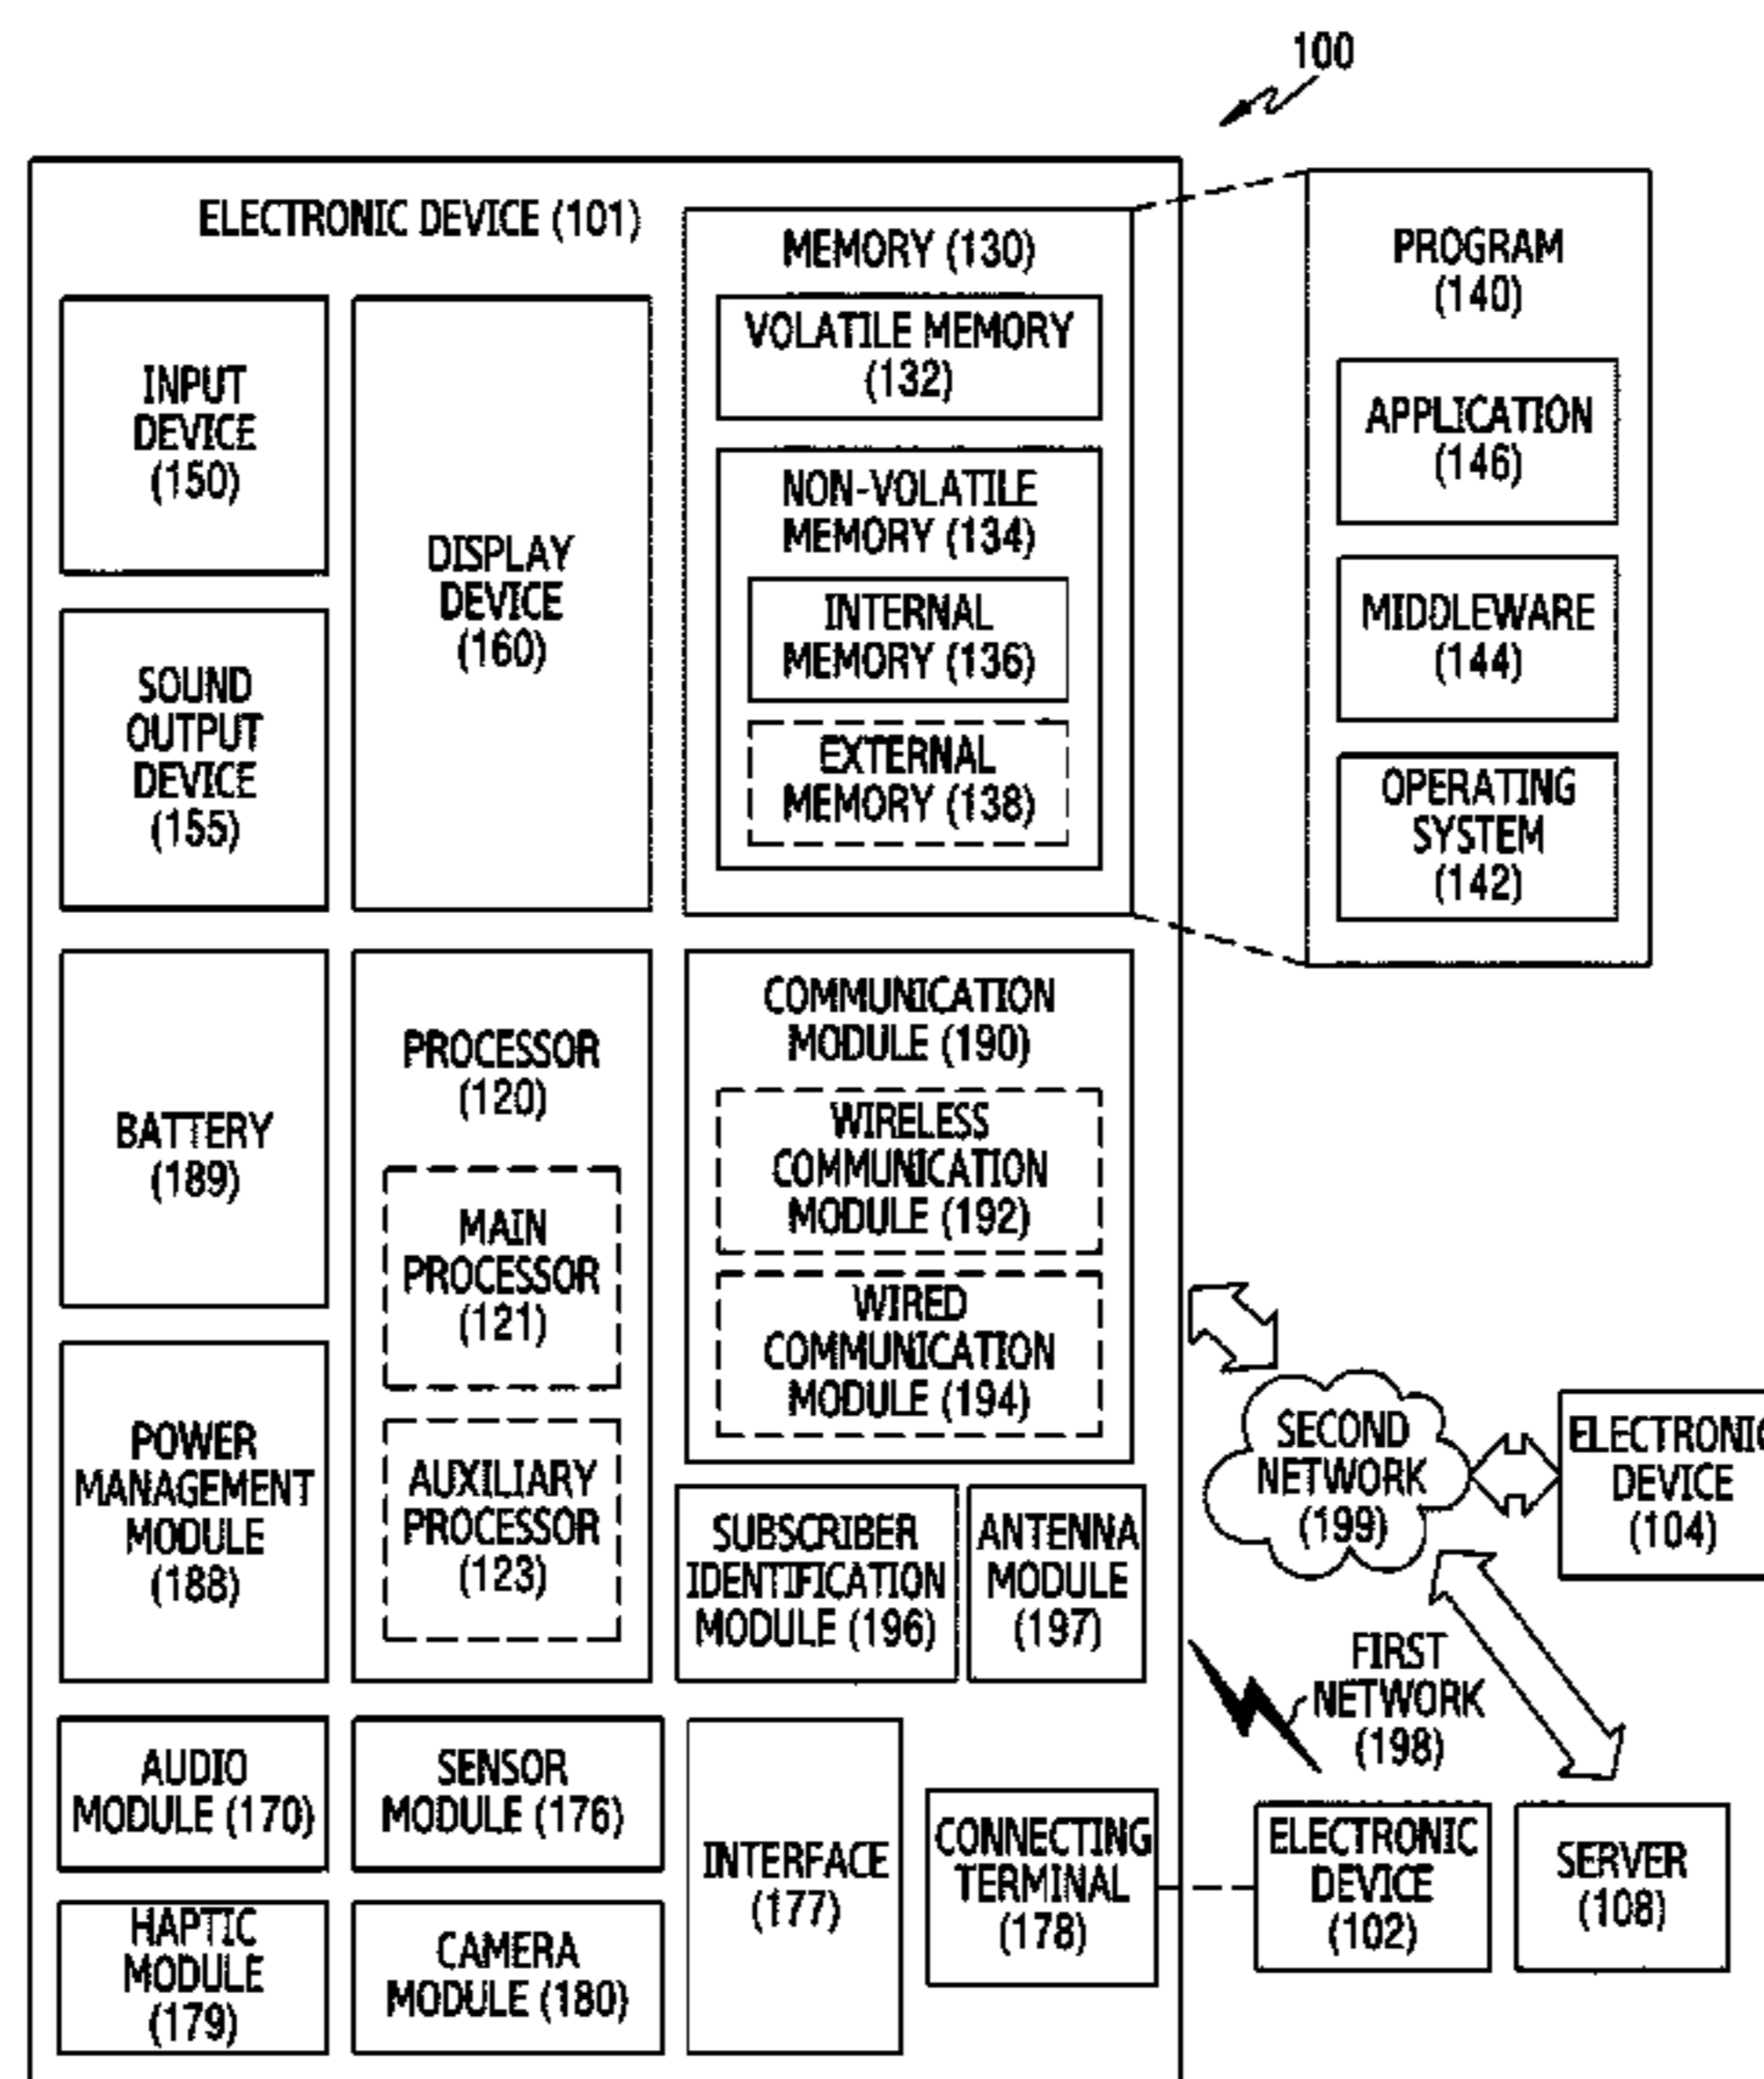 100
ELECTRONIC DEVICE (101)
INPUT
DEVICE
(150)
SOUND
OUTPUT
DEVICE
(155)
DISPLAY
DEVICE
(160)
MEMORY (130)
VOLATILE MEMORY
(132)
NON-VOLATILE
MEMORY (134)
INTERNAL
MEMORY (136)
EXTERNAL
MEMORY (138)
PROGRAM
(140)
APPLICATION
(146)
MIDDLEWARE
(144)
OPERATING
SYSTEM
(142)
BATTERY
(189)
POWER
MANAGEMENT
MODULE
(188)
PROCESSOR
(120)
MAIN
PROCESSOR
(121)
AUXILIARY
PROCESSOR
(123)
COMMUNICATION
MODULE (190)
WIRELESS
COMMUNICATION
MODULE (192)
WIRED
COMMUNICATION
MODULE (194)
SUBSCRIBER
IDENTIFICATION
MODULE (196)
ANTENNA
MODULE
(197)
SECOND
NETWORK
(199)
ELECTRONIC
DEVICE
(104)
FIRST
NETWORK
(198)
AUDIO
MODULE (170)
SENSOR
MODULE (176)
HAPTIC
MODULE
(179)
CAMERA
MODULE (180)
INTERFACE
(177)
CONNECTING
TERMINAL
(178)
ELECTRONIC
DEVICE
(102)
SERVER
(108)